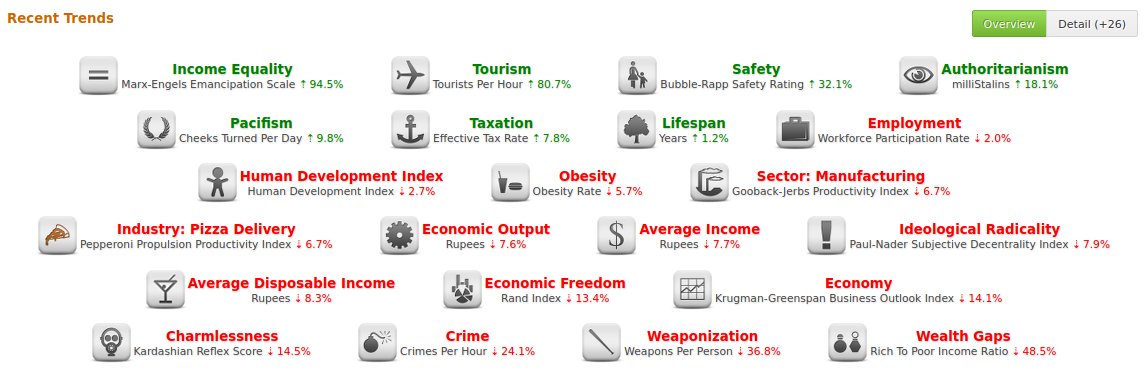 Recent Trends
Overview Detail (+26)
Income Equality
Marx-Engels Emancipation Scale ↑ 94.5%
Tourism
Tourists Per Hour ↑ 80.7%
Safety
Bubble-Rapp Safety Rating ↑ 32.1%
Authoritarianism
milliStalins ↑ 18.1%
Pacifism
Cheeks Turned Per Day ↑ 9.8%
Taxation
Effective Tax Rate ↑ 7.8%
Lifespan
Years ↑ 1.2%
Employment
Workforce Participation Rate ↓ 2.0%
Human Development Index
Human Development Index ↓ 2.7%
Obesity
Obesity Rate ↓ 5.7%
Sector: Manufacturing
Gooback-Jerbs Productivity Index ↓ 6.7%
Industry: Pizza Delivery
Pepperoni Propulsion Productivity Index ↓ 6.7%
Economic Output
Rupees ↓ 7.6%
Average Income
Rupees ↓ 7.7%
Ideological Radicality
Paul-Nader Subjective Decentrality Index ↓ 7.9%
Average Disposable Income
Rupees ↓ 8.3%
Economic Freedom
Rand Index ↓ 13.4%
Economy
Krugman-Greenspan Business Outlook Index ↓ 14.1%
Charmlessness
Kardashian Reflex Score ↓ 14.5%
Crime
Crimes Per Hour ↓ 24.1%
Weaponization
Weapons Per Person ↓ 36.8%
Wealth Gaps
Rich To Poor Income Ratio ↓ 48.5%